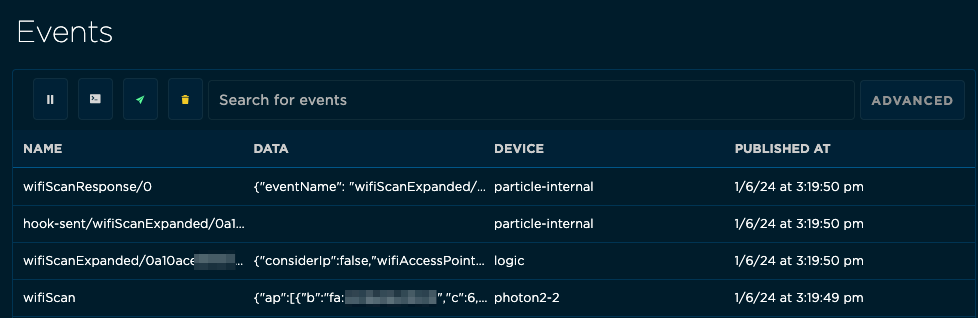 Events
Search for events
ADVANCED
NAME DATA DEVICE PUBLISHED AT
wifiScanResponse/0 {"eventName": "wifiScanExpanded/... particle-internal 1/6/24 at 3:19:50 pm
hook-sent/wifiScanExpanded/0a1... particle-internal 1/6/24 at 3:19:50 pm
wifiScanExpanded/0a10ace ... {"considerIp":false,"wifiAccessPoint... logic 1/6/24 at 3:19:50 pm
wifiScan {"ap":[{"b":"fa: ","c":6,... photon2-2 1/6/24 at 3:19:49 pm